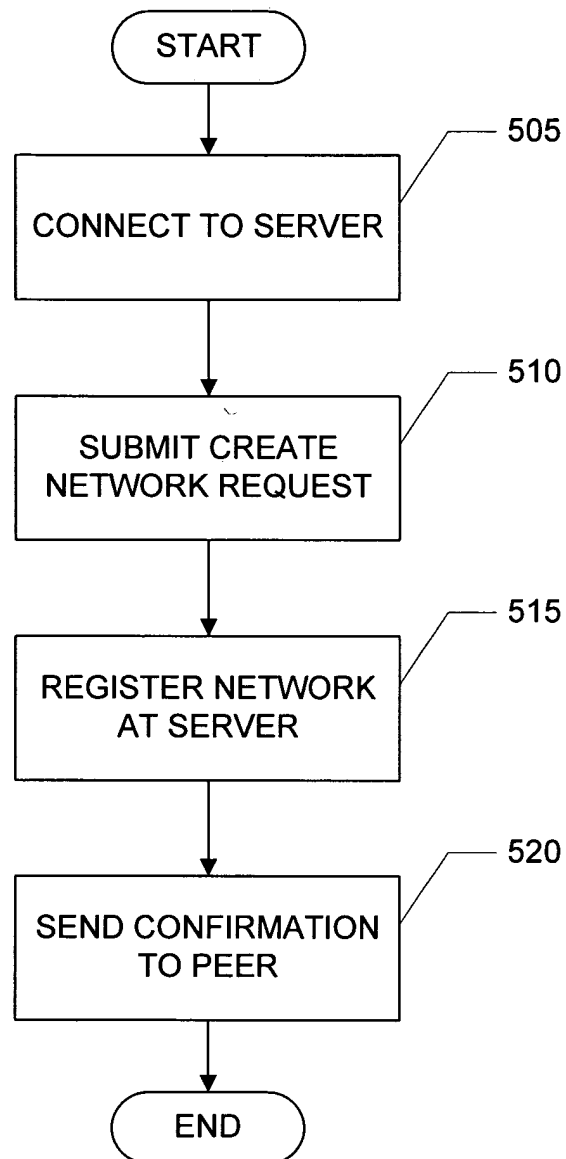 START
505
CONNECT TO SERVER
510
SUBMIT CREATE
NETWORK REQUEST
515
REGISTER NETWORK
AT SERVER
520
SEND CONFIRMATION
TO PEER
END